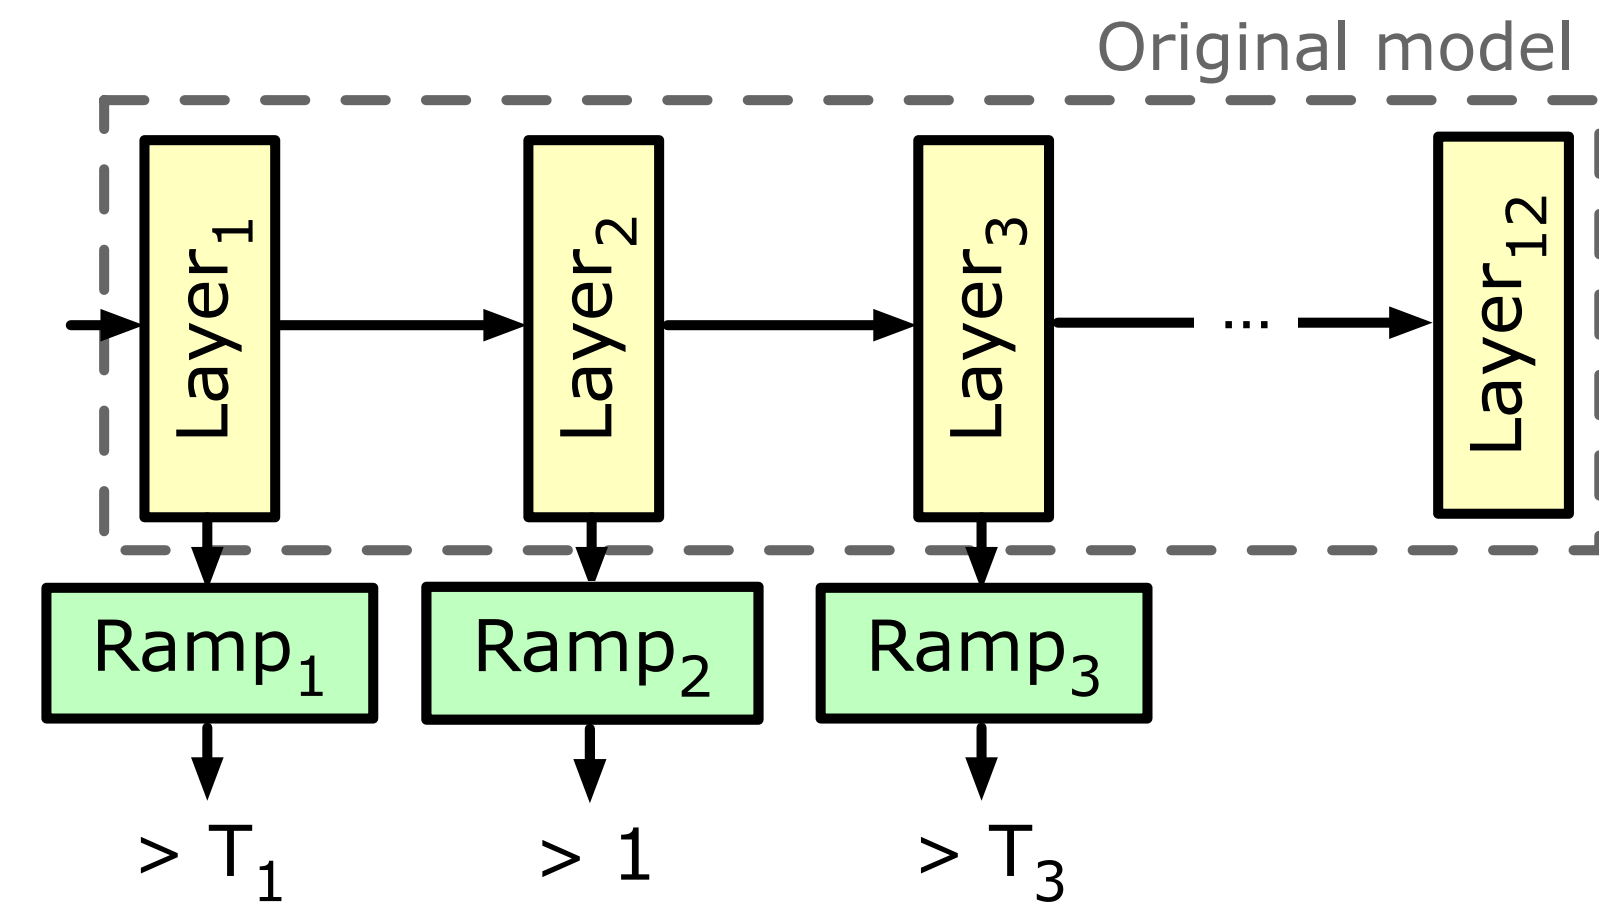 Original model
Layer₁ Layer₂ Layer₃ ... Layer₁₂
Ramp₁ Ramp₂ Ramp₃
> T₁ > 1 > T₃